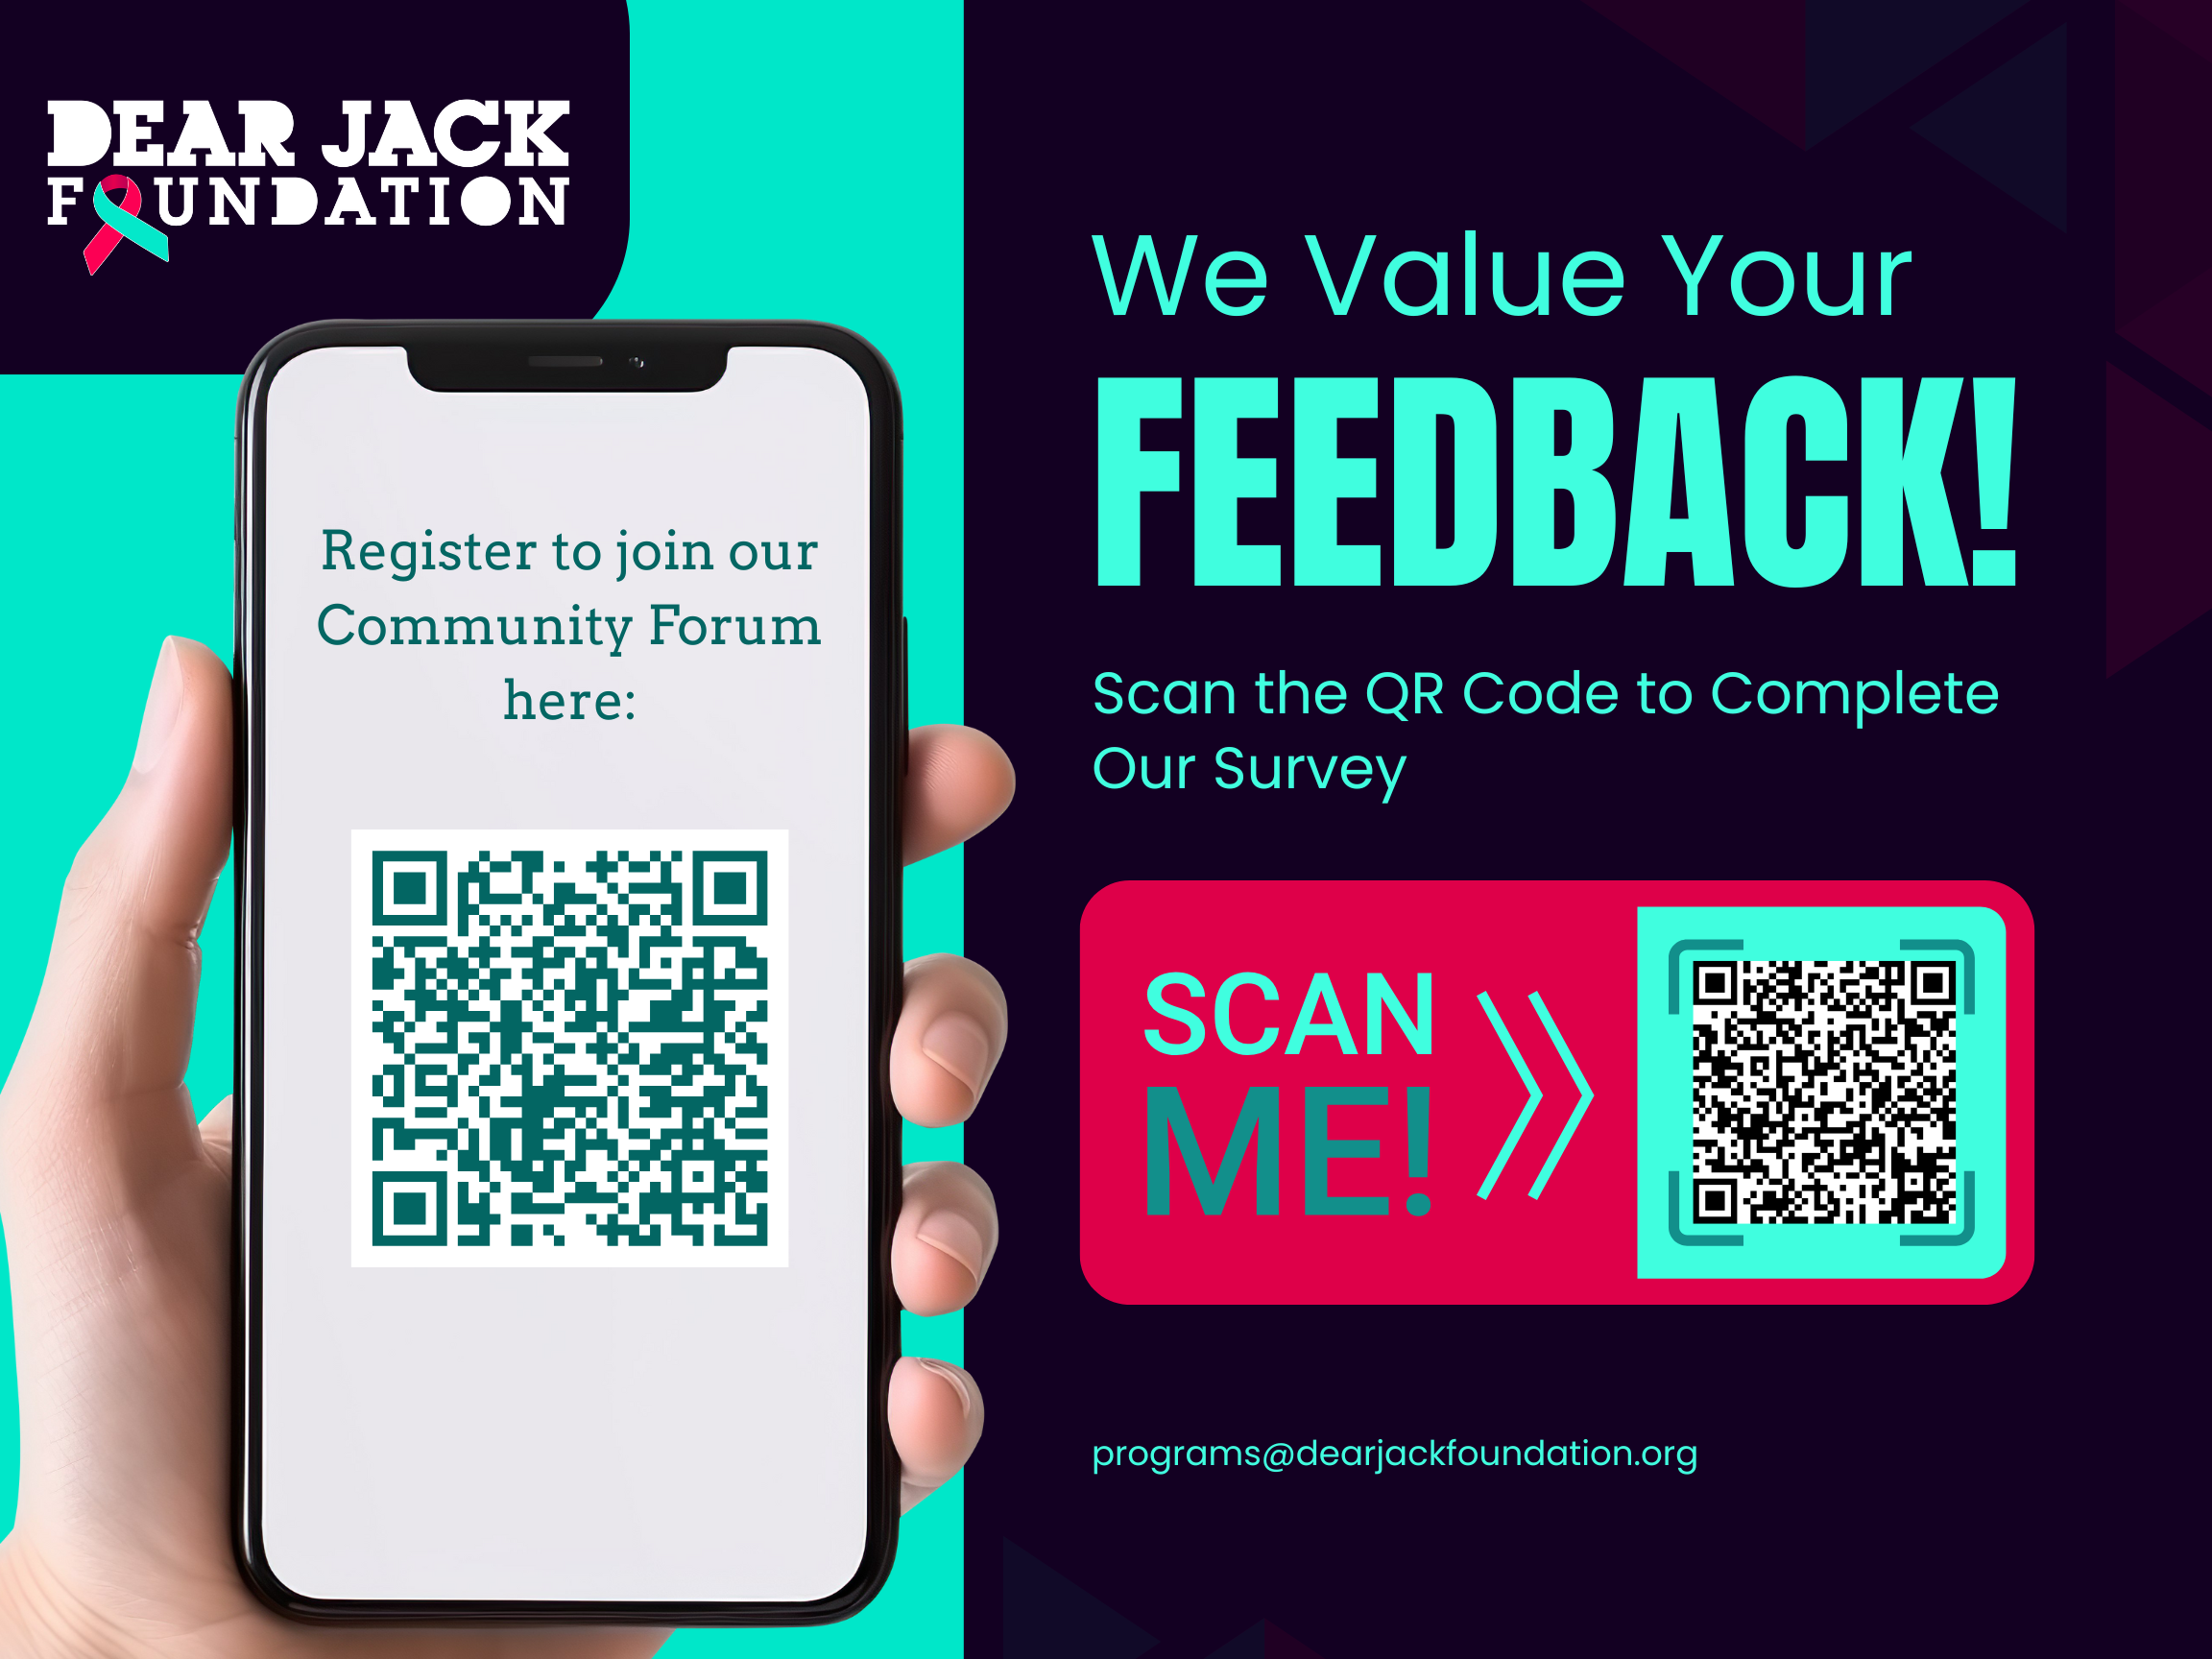 DEAR JACK
FOUNDATION
Register to join our
Community Forum
here:
We Value Your
FEEDBACK!
Scan the QR Code to Complete
Our Survey
SCAN
ME!
programs@dearjackfoundation.org